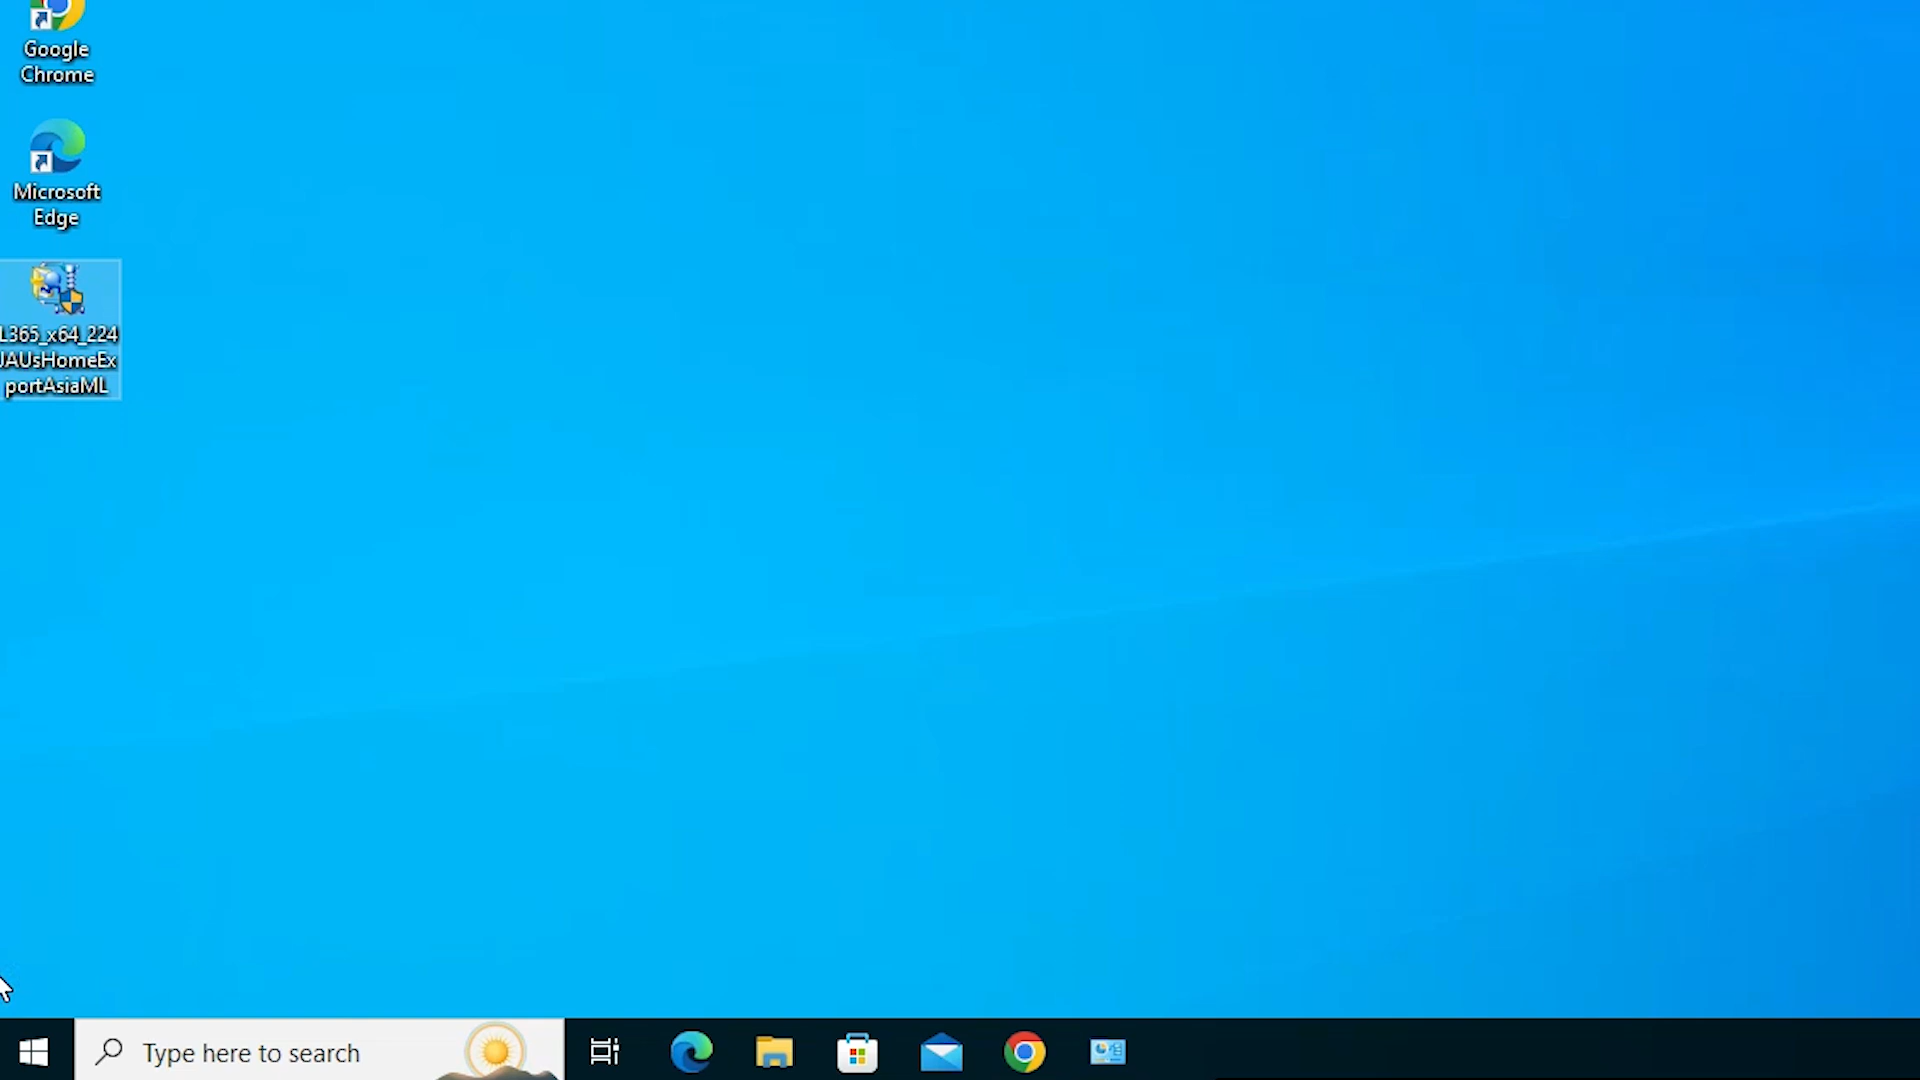 Google
Chrome
Microsoft
Edge
L365_x64_224
JAUsHomeEx
portAsiaML
Type here to search